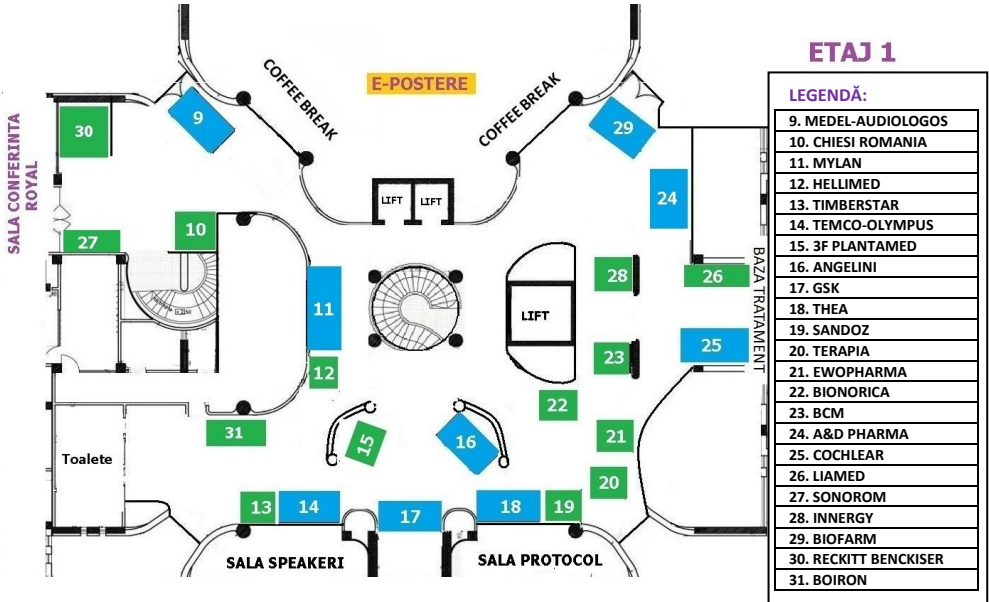 ETAJ 1
COFFEE BREAK
E-POSTERE
COFFEE BREAK
LEGENDĂ:
9. MEDEL-AUDIOLOGOS
10. CHIESI ROMANIA
11. MYLAN
12. HELLIMED
13. TIMBERSTAR
14. TEMCO-OLYMPUS
15. 3F PLANTAMED
16. ANGELINI
17. GSK
18. THEA
19. SANDOZ
20. TERAPIA
21. EWOPHARMA
22. BIONORICA
23. BCM
24. A&D PHARMA
25. COCHLEAR
26. LIAMED
27. SONOROM
28. INNERGY
29. BIOFARM
30. RECKITT BENCKISER
31. BOIRON
SALA CONFERINTA
ROYAL
30
9
29
24
LIFT
LIFT
10
27
28
26
BAZA TRATAMENT
11
LIFT
25
23
12
22
31
15
16
21
Toalete
20
13
14
17
18
19
SALA SPEAKERI
SALA PROTOCOL